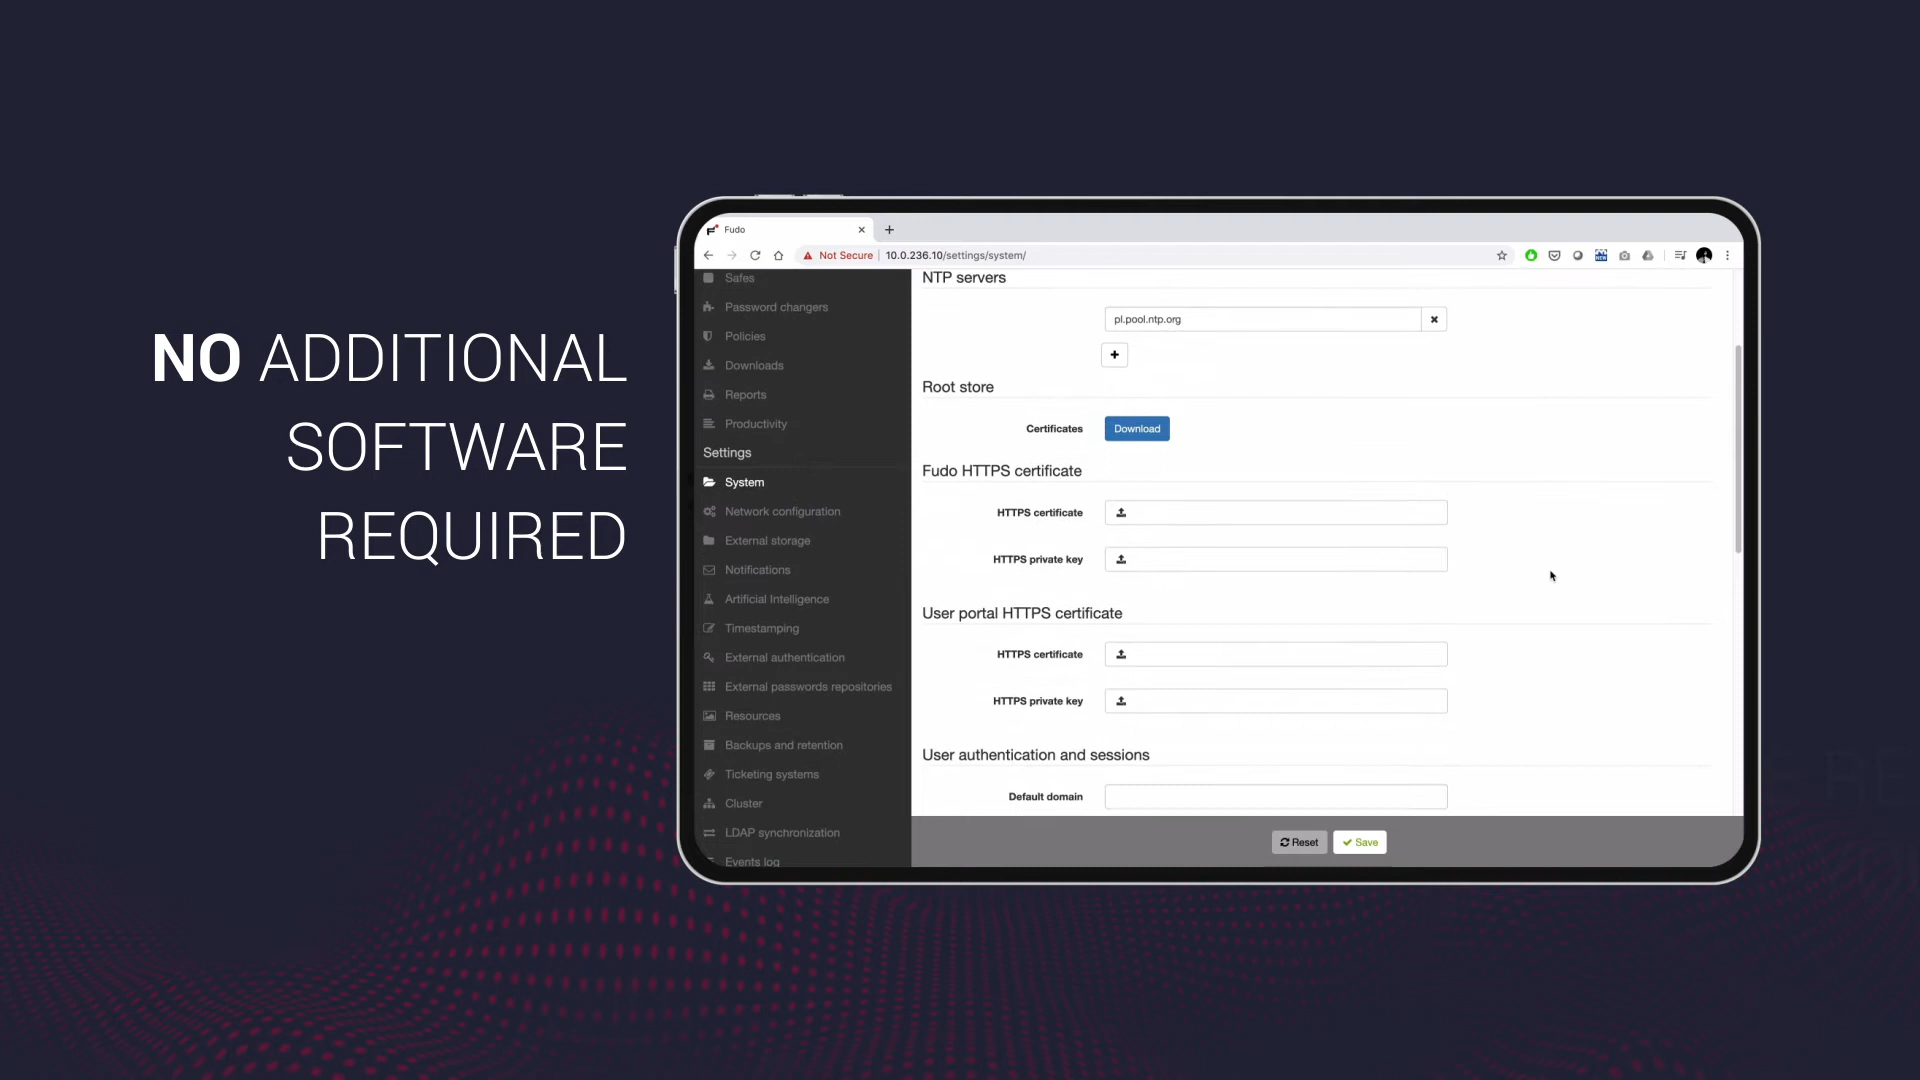 NO ADDITIONAL
SOFTWARE
REQUIRED
Fudo
Not Secure
10.0.236.10/settings/system/
Safes
Password changers
Policies
Downloads
Reports
Productivity
Settings
System
Network configuration
External storage
Notifications
Artificial Intelligence
Timestamping
External authentication
External passwords repositories
Resources
Backups and retention
Ticketing systems
Cluster
LDAP synchronization
Events log
NTP servers
pl.pool.ntp.org
Root store
Certificates
Download
Fudo HTTPS certificate
HTTPS certificate
HTTPS private key
User portal HTTPS certificate
HTTPS certificate
HTTPS private key
User authentication and sessions
Default domain
Reset
Save